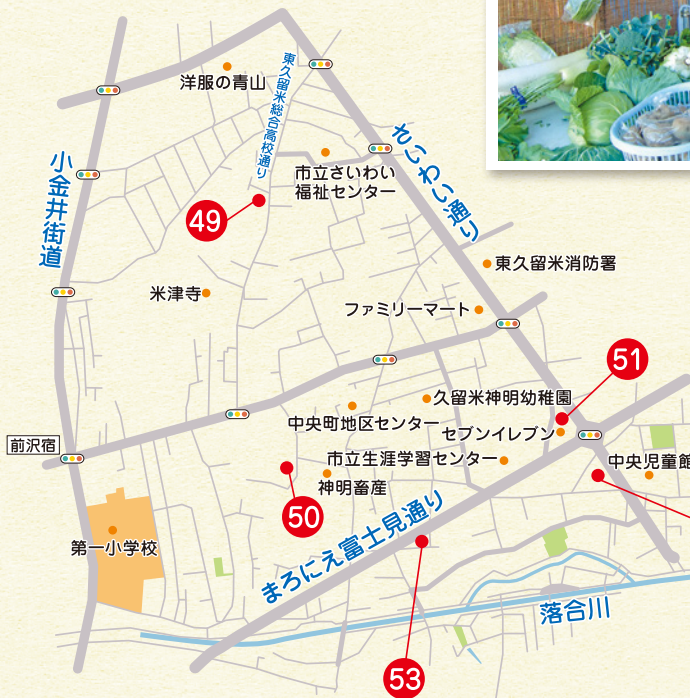 洋服の青山
東久留米総合高校通り
さいわい通り
市立さいわい
福祉センター
小金井街道
49
東久留米消防署
米津寺
ファミリーマート
51
久留米神明幼稚園
中央町地区センター
セブンイレブン
前沢宿
市立生涯学習センター
中央児童館
神明畜産
50
第一小学校
まろにえ富士見通り
落合川
53